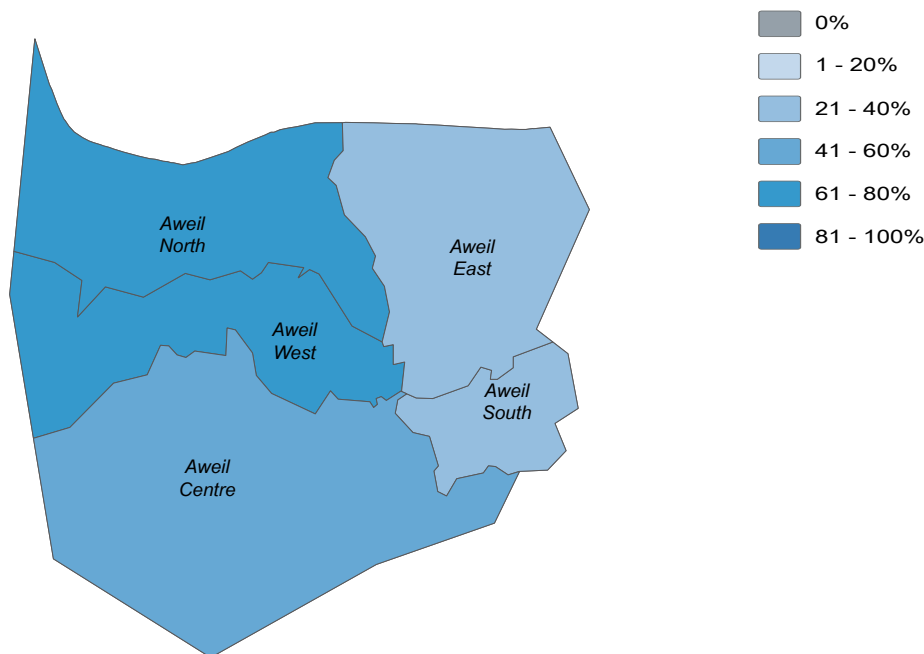 0%
1 - 20%
21 - 40%
41 - 60%
61 - 80%
81 - 100%
Aweil
North
Aweil
East
Aweil
West
Aweil
South
Aweil
Centre